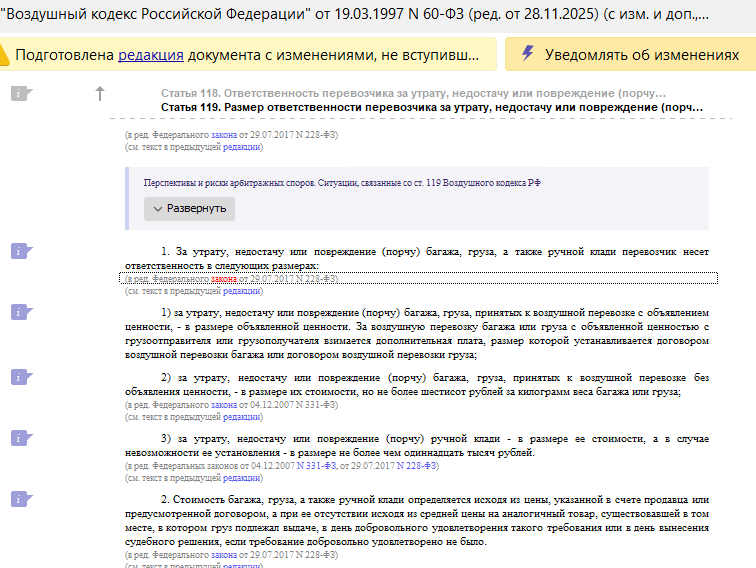 "Воздушный кодекс Российской Федерации" от 19.03.1997 N 60-ФЗ (ред. от 28.11.2025) (с изм. и доп.,...
Подготовлена редакция документа с изменениями, не вступивш...
Уведомлять об изменениях
Статья 118. Ответственность перевозчика за утрату, недостачу или повреждение (порчу...
Статья 119. Размер ответственности перевозчика за утрату, недостачу или повреждение (порч...
(в ред. Федерального закона от 29.07.2017 N 228-ФЗ)
(см. текст в предыдущей редакции)
Перспективы и риски арбитражных споров. Ситуации, связанные со ст. 119 Воздушного кодекса РФ
Развернуть
1. За утрату, недостачу или повреждение (порчу) багажа, груза, а также ручной клади перевозчик несет
ответственность в следующих размерах:
(в ред. Федерального закона от 29.07.2017 N 228-ФЗ)
(см. текст в предыдущей редакции)
1) за утрату, недостачу или повреждение (порчу) багажа, груза, принятых к воздушной перевозке с объявлением
ценности, - в размере объявленной ценности. За воздушную перевозку багажа или груза с объявленной ценностью с
грузоотправителя или грузополучателя взимается дополнительная плата, размер которой устанавливается договором
воздушной перевозки багажа или договором воздушной перевозки груза;
2) за утрату, недостачу или повреждение (порчу) багажа, груза, принятых к воздушной перевозке без
объявления ценности, - в размере их стоимости, но не более шестисот рублей за килограмм веса багажа или груза;
(в ред. Федерального закона от 04.12.2007 N 331-ФЗ)
(см. текст в предыдущей редакции)
3) за утрату, недостачу или повреждение (порчу) ручной клади - в размере ее стоимости, а в случае
невозможности ее установления - в размере не более чем одиннадцать тысяч рублей.
(в ред. Федеральных законов от 04.12.2007 N 331-ФЗ, от 29.07.2017 N 228-ФЗ)
(см. текст в предыдущей редакции)
2. Стоимость багажа, груза, а также ручной клади определяется исходя из цены, указанной в счете продавца или
предусмотренной договором, а при ее отсутствии исходя из средней цены на аналогичный товар, существовавшей в том
месте, в котором груз подлежал выдаче, в день добровольного удовлетворения такого требования или в день вынесения
судебного решения, если требование добровольно удовлетворено не было.
(в ред. Федерального закона от 29.07.2017 N 228-ФЗ)
(см. текст в предыдущей редакции)